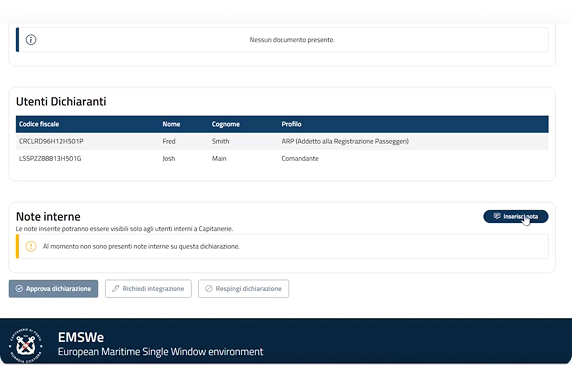 Nessun documento presente.
Utenti Dichiaranti
Codice fiscale Nome Cognome Profilo
CRCLRD96H12H501P Fred Smith ARP (Addetto alla Registrazione Passeggeri)
LSSPZZ88B13H501G Josh Main Comandante
Note interne
Inserisci nota
Le note inserite potranno essere visibili solo agli utenti interni a Capitanerie.
Al momento non sono presenti note interne su questa dichiarazione.
Approva dichiarazione Richiedi integrazione Respingi dichiarazione
EMSWe
European Maritime Single Window environment